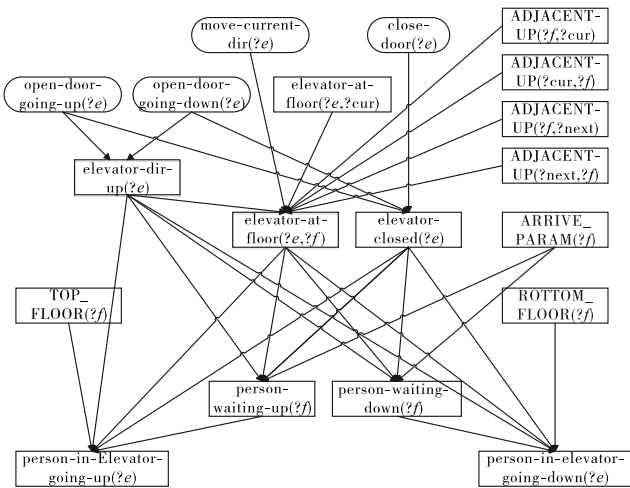 move-current-
dir(?e)
close-
door(?e)
ADJACENT-
UP(?f,?cur)
open-door-
going-up(?e)
open-door-
going-down(?e)
elevator-at-
floor(?e,?cur)
ADJACENT-
UP(?cur,?f)
ADJACENT-
UP(?f,?next)
ADJACENT-
UP(?next,?f)
elevator-dir-
up(?e)
elevator-at-
floor(?e,?f)
elevator-
closed(?e)
ARRIVE_
PARAM(?f)
TOP_
FLOOR(?f)
ROTTOM_
FLOOR(?f)
person-
waiting-up(?f)
person-waiting-
down(?f)
person-in-Elevator-
going-up(?e)
person-in-elevator-
going-down(?e)